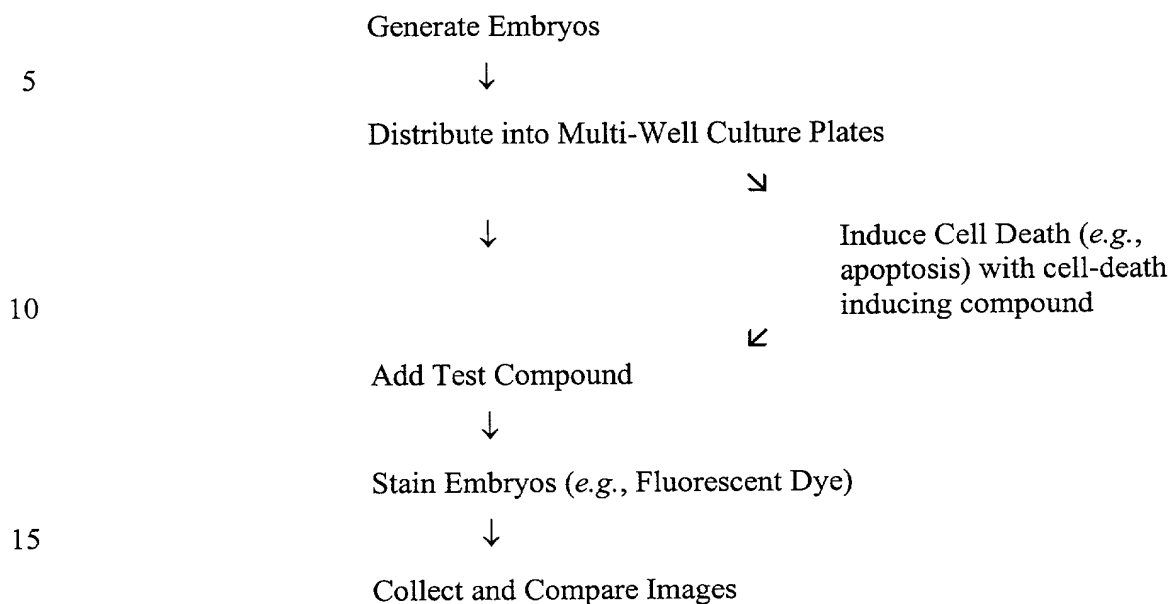 Generate Embryos
5 ↓
Distribute into Multi-Well Culture Plates
↘
↓ Induce Cell Death (e.g.,
apoptosis) with cell-death
10 inducing compound
↙
Add Test Compound
↓
Stain Embryos (e.g., Fluorescent Dye)
15 ↓
Collect and Compare Images